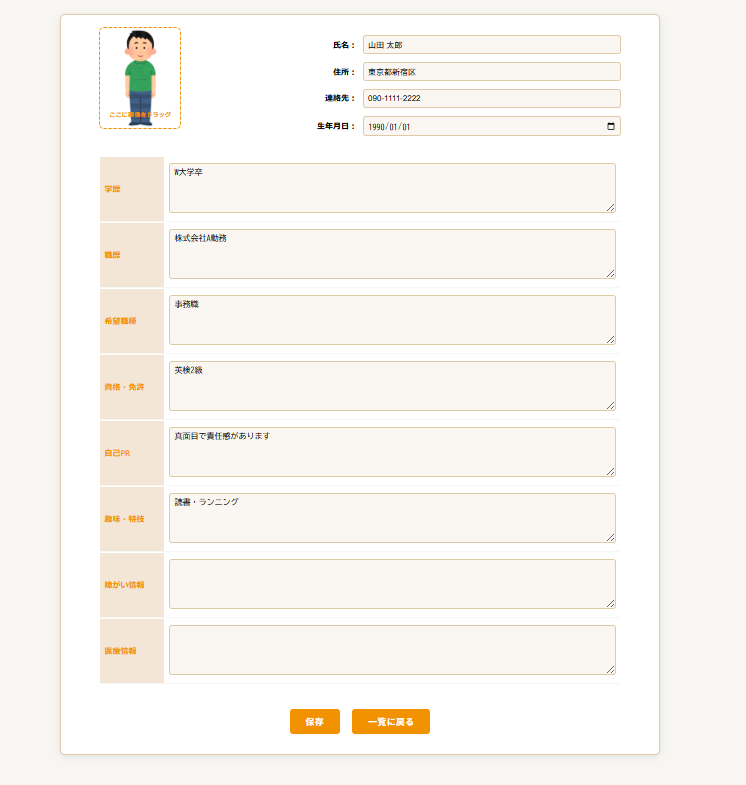 ここに画像をドラッグ
氏名： 山田 太郎
住所： 東京都新宿区
連絡先： 090-1111-2222
生年月日： 1990/01/01
学歴 W大学卒
職歴 株式会社A勤務
希望職種 事務職
資格・免許 英検2級
自己PR 真面目で責任感があります
趣味・特技 読書・ランニング
障がい情報
医療情報
保存 一覧に戻る